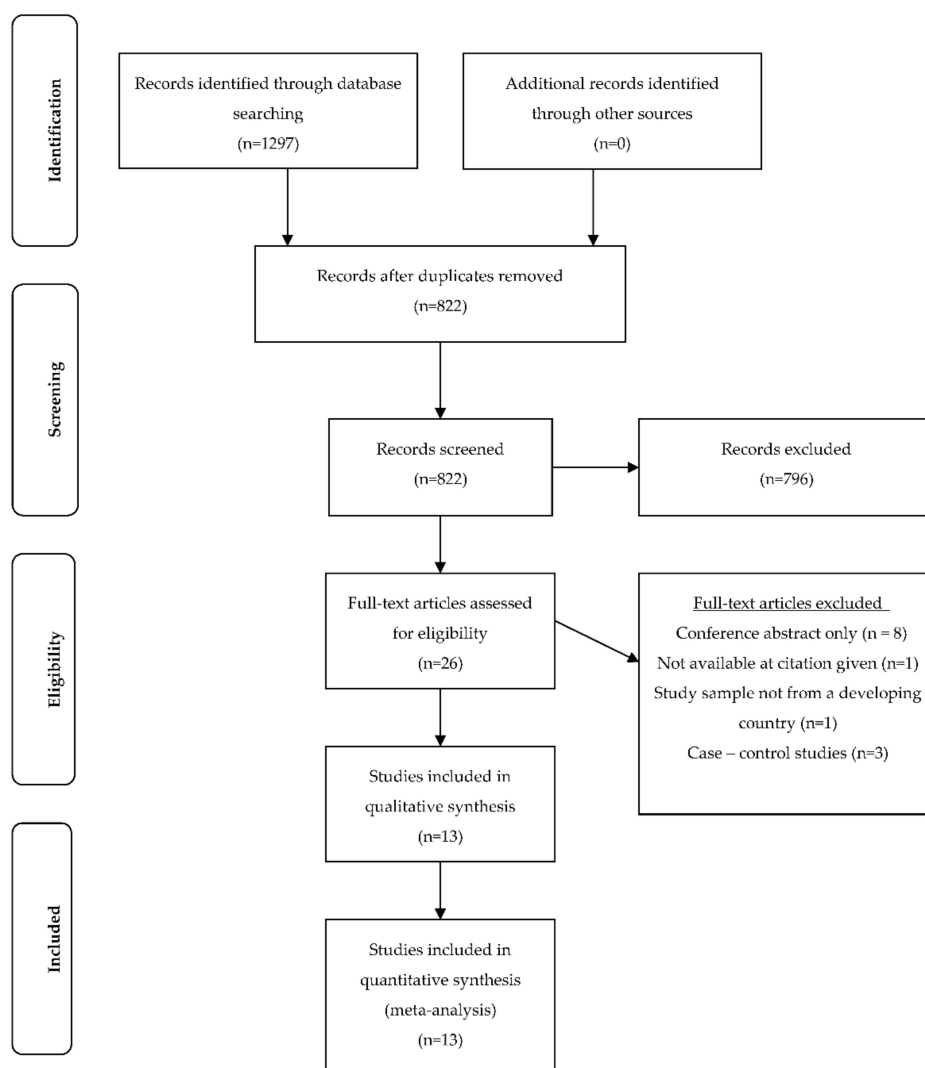 Identification
Records identified through database
searching
(n=1297)
Additional records identified
through other sources
(n=0)
Records after duplicates removed
(n=822)
Screening
Records screened
(n=822)
Records excluded
(n=796)
Eligibility
Full-text articles assessed
for eligibility
(n=26)
Full-text articles excluded
Conference abstract only (n = 8)
Not available at citation given (n=1)
Study sample not from a developing
country (n=1)
Case – control studies (n=3)
Studies included in
qualitative synthesis
(n=13)
Included
Studies included in
quantitative synthesis
(meta-analysis)
(n=13)